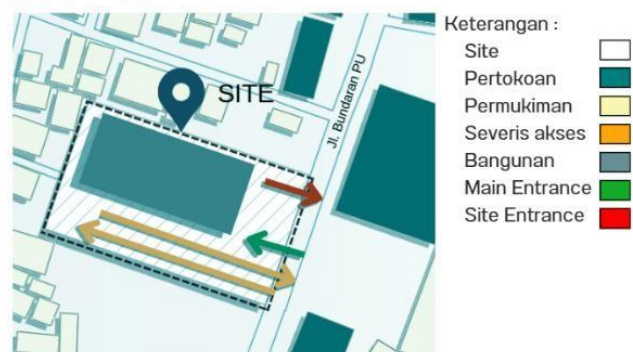 SITE
Jl. Bundaran PU
Keterangan :
Site
Pertokoan
Permukiman
Severis akses
Bangunan
Main Entrance
Site Entrance